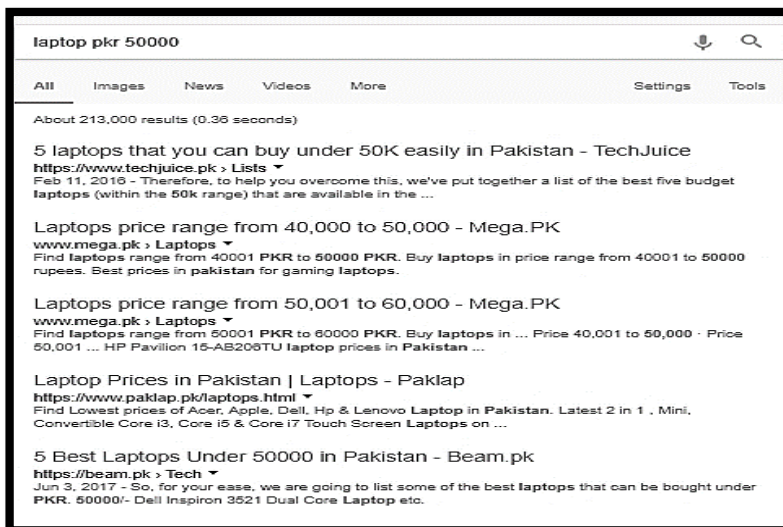 laptop pkr 50000
All Images News Videos More Settings Tools
About 213,000 results (0.36 seconds)
5 laptops that you can buy under 50K easily in Pakistan - TechJuice
https://www.techjuice.pk › Lists ▼
Feb 11, 2016 - Therefore, to help you overcome this, we've put together a list of the best five budget
laptops (within the 50k range) that are available in the ...
Laptops price range from 40,000 to 50,000 - Mega.PK
www.mega.pk › Laptops ▼
Find laptops range from 40001 PKR to 50000 PKR. Buy laptops in price range from 40001 to 50000
rupees. Best prices in pakistan for gaming laptops.
Laptops price range from 50,001 to 60,000 - Mega.PK
www.mega.pk › Laptops ▼
Find laptops range from 50001 PKR to 60000 PKR. Buy laptops in ... Price 40,001 to 50,000 · Price
50,001 ... HP Pavilion 15-AB206TU laptop prices in Pakistan ...
Laptop Prices in Pakistan | Laptops - Paklap
https://www.paklap.pk/laptops.html ▼
Find Lowest prices of Acer, Apple, Dell, Hp & Lenovo Laptop in Pakistan. Latest 2 in 1 , Mini,
Convertible Core i3, Core i5 & Core i7 Touch Screen Laptops on ...
5 Best Laptops Under 50000 in Pakistan - Beam.pk
https://beam.pk › Tech ▼
Jun 3, 2017 - So, for your ease, we are going to list some of the best laptops that can be bought under
PKR. 50000/- Dell Inspiron 3521 Dual Core Laptop etc.